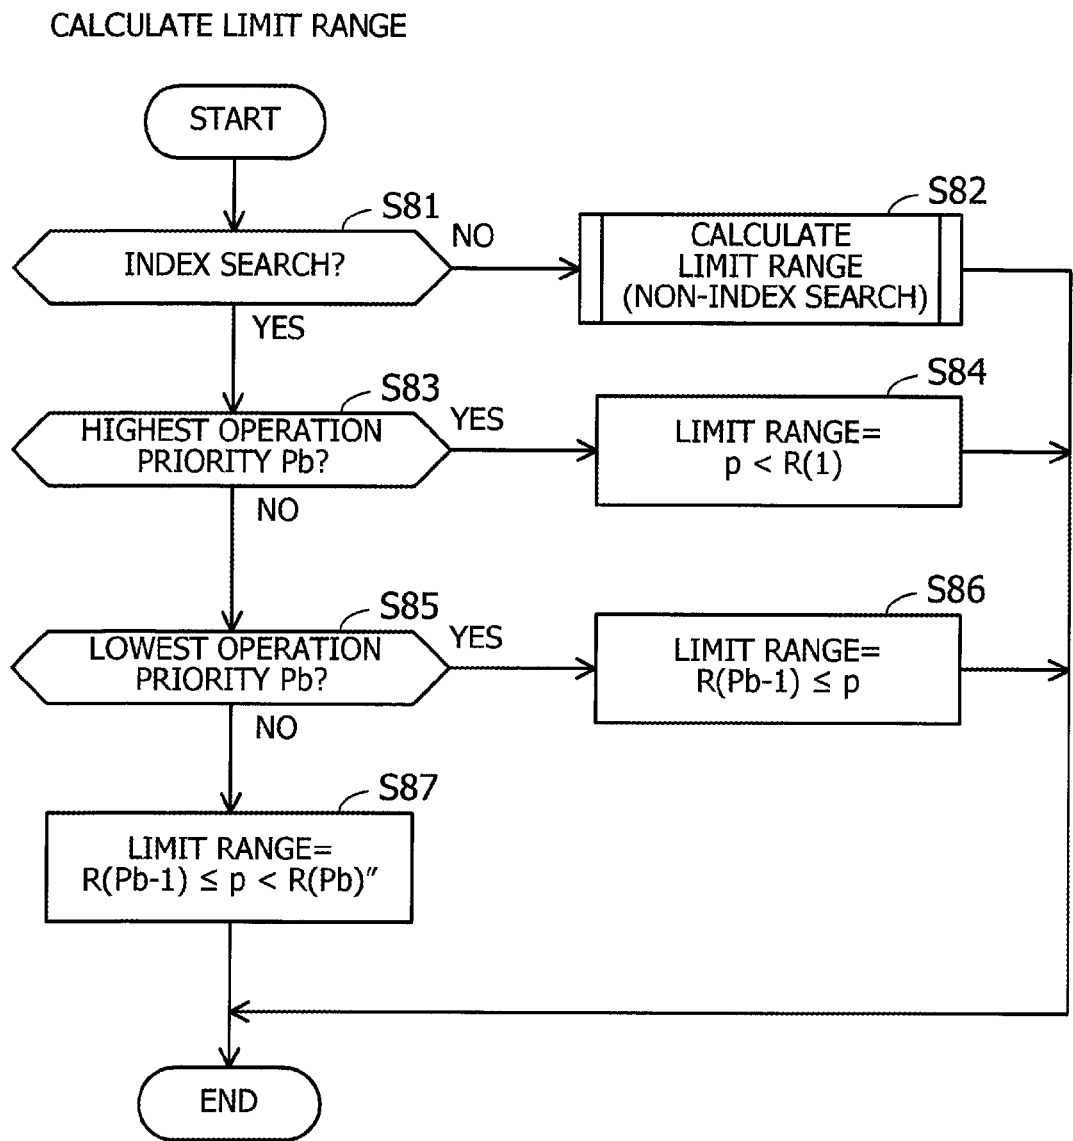 CALCULATE LIMIT RANGE
START
S81
INDEX SEARCH?
NO
YES
S82
CALCULATE
LIMIT RANGE
(NON-INDEX SEARCH)
S83
HIGHEST OPERATION
PRIORITY Pb?
YES
NO
S84
LIMIT RANGE=
p < R(1)
S85
LOWEST OPERATION
PRIORITY Pb?
YES
NO
S86
LIMIT RANGE=
R(Pb-1) ≤ p
S87
LIMIT RANGE=
R(Pb-1) ≤ p < R(Pb)″
END